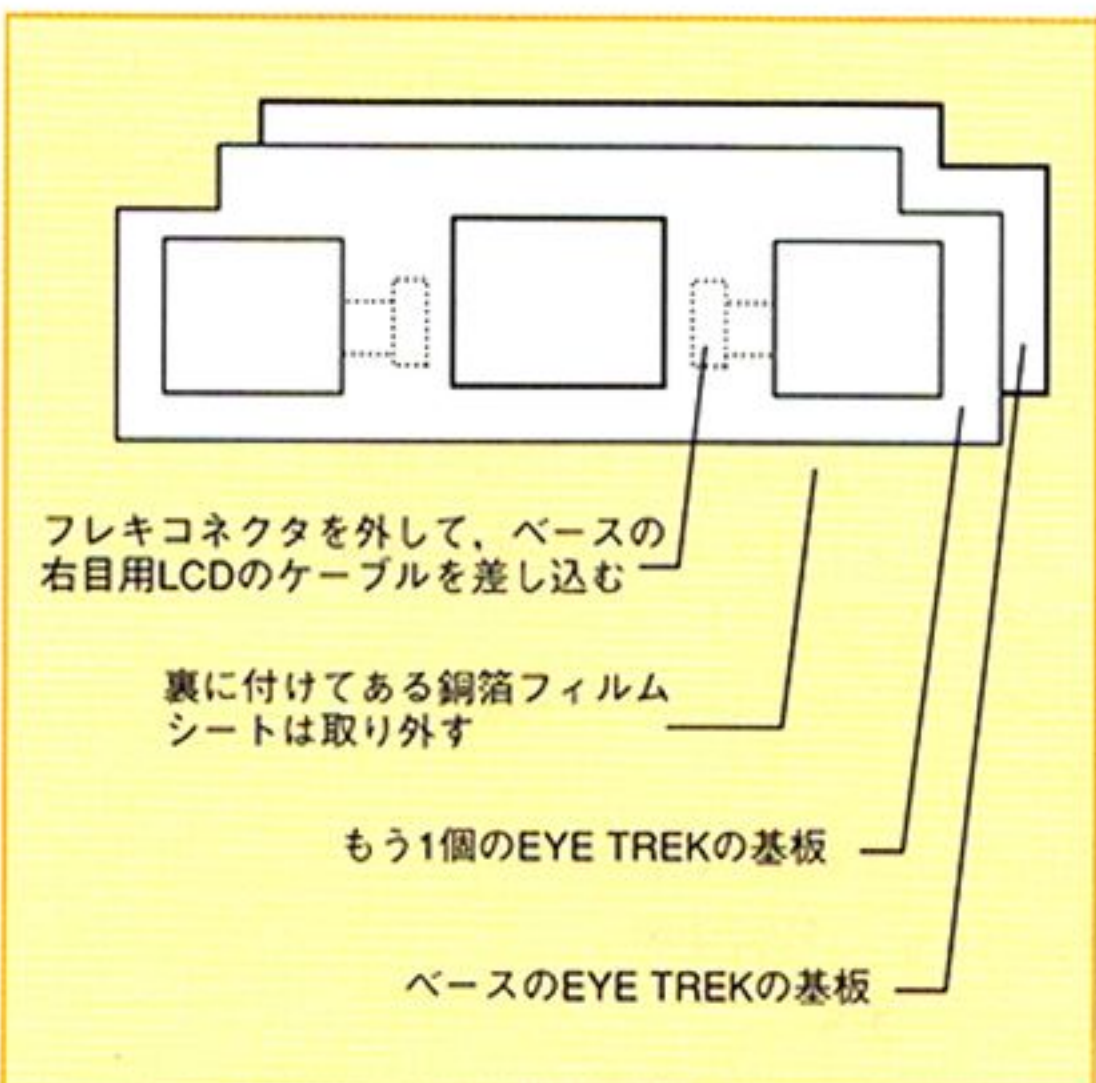 フレキコネクタを外して、ベースの
右目用LCDのケーブルを差し込む
裏に付けてある銅箔フィルム
シートは取り外す
もう1個のEYE TREKの基板
ベースのEYE TREKの基板